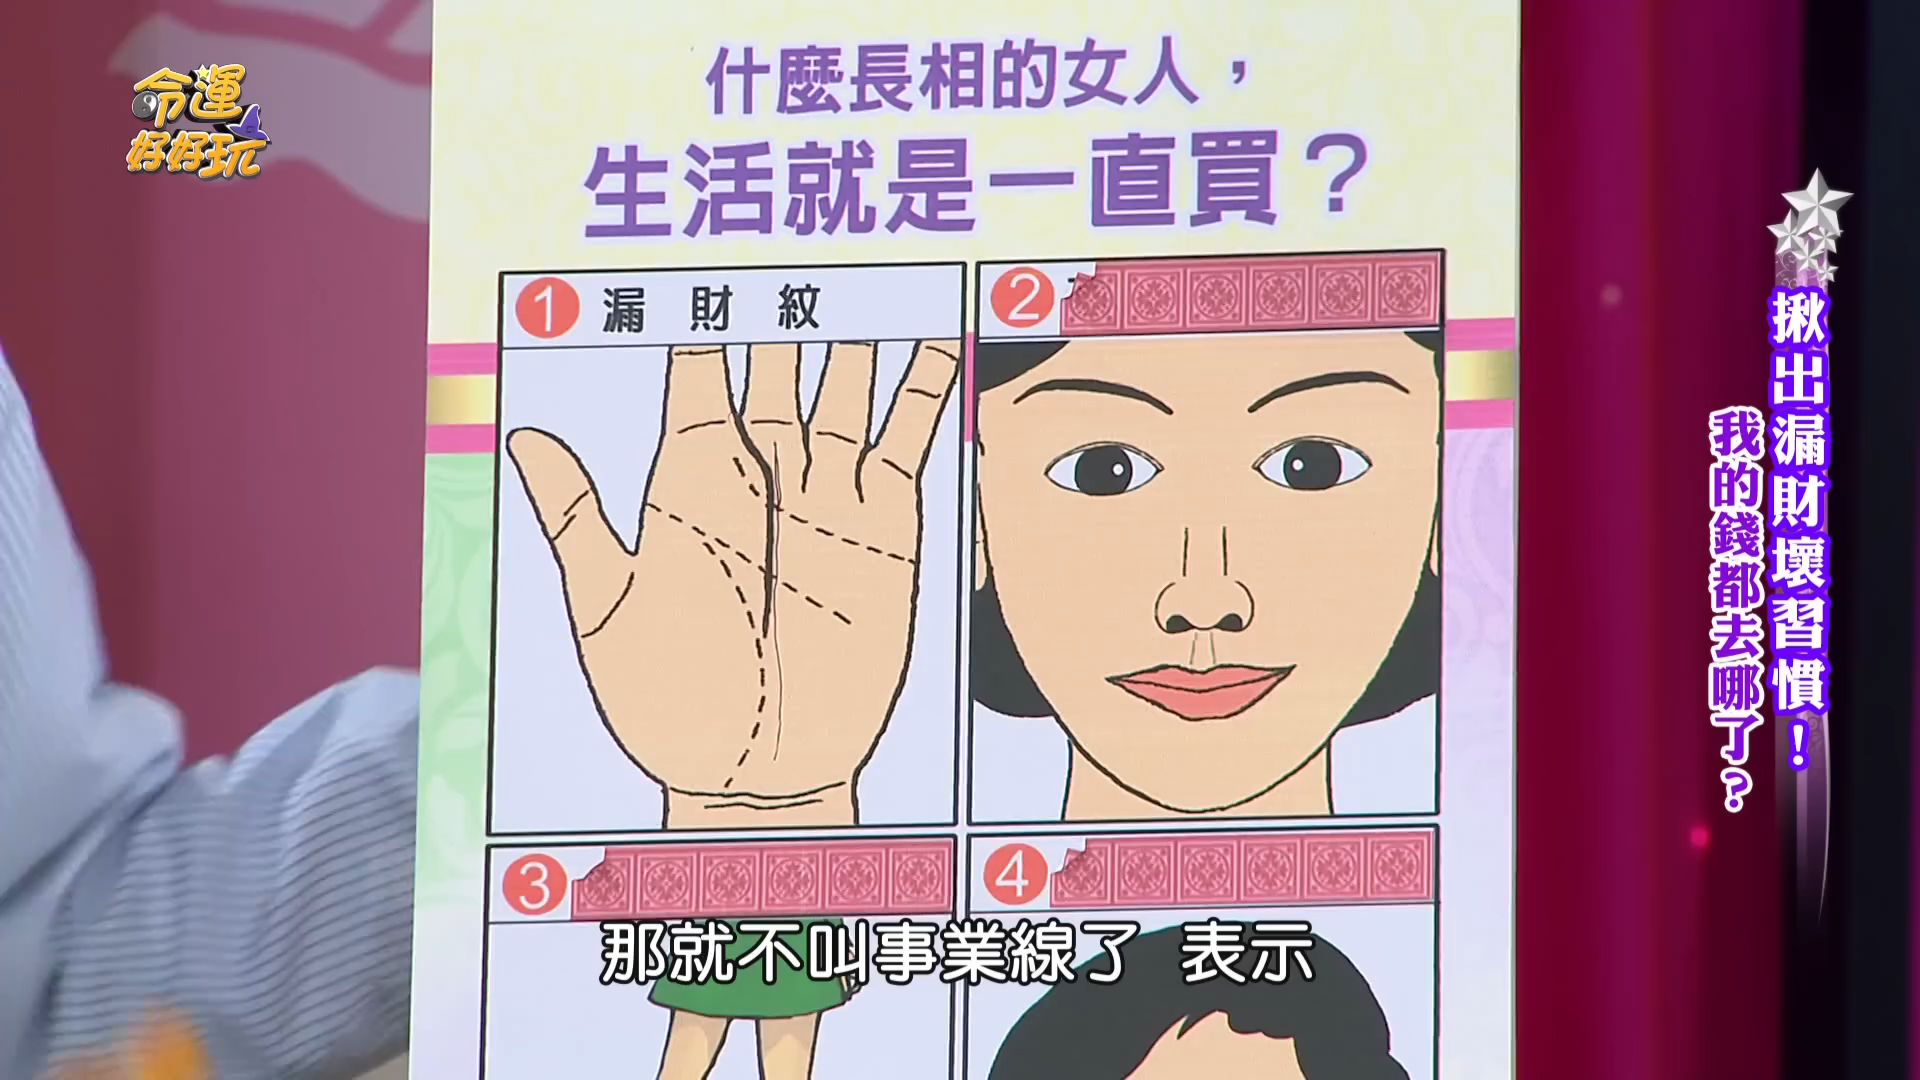 命運
好好玩
什麼長相的女人，
生活就是一直買？
1 漏財紋
2
3
4
揪出漏財壞習慣！
我的錢都去哪了？
那就不叫事業線了 表示